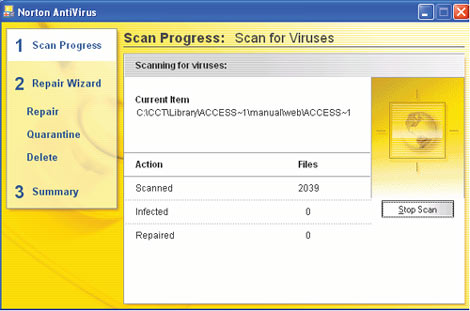 Norton AntiVirus
1 Scan Progress
2 Repair Wizard
Repair
Quarantine
Delete
3 Summary
Scan Progress: Scan for Viruses
Scanning for viruses:
Current Item
C:\CCT\Library\ACCESS~1\manual\web\ACCESS~1
Action Files
Scanned 2039
Infected 0
Repaired 0
Stop Scan